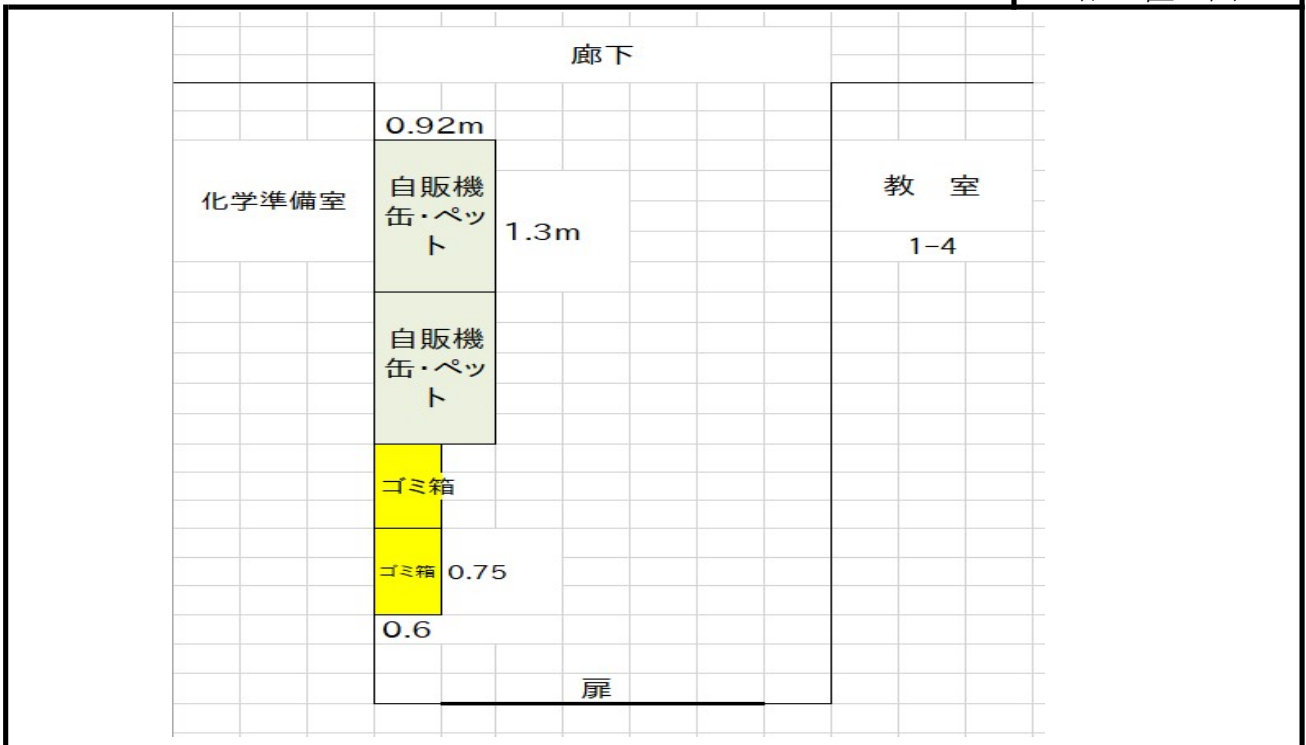 廊下
0.92m
化学準備室
自販機
缶・ペッ
ト
1.3m
教　室
1-4
自販機
缶・ペッ
ト
ゴミ箱
ゴミ箱
0.75
0.6
扉